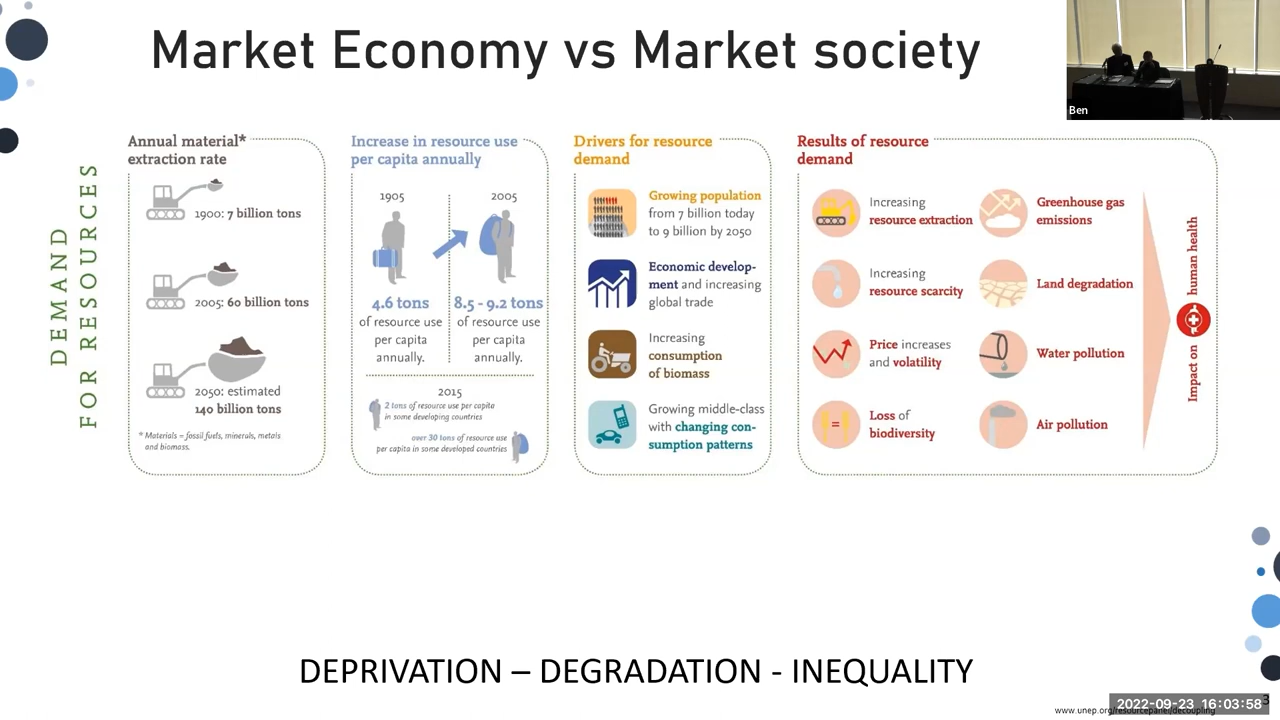 Market Economy vs Market society
Ben
DEMAND
FOR RESOURCES
Annual material*
extraction rate
1900: 7 billion tons
2005: 60 billion tons
2050: estimated
140 billion tons
* Materials = fossil fuels, minerals, metals
and biomass.
Increase in resource use
per capita annually
1905
2005
4.6 tons
of resource use
per capita
annually.
8.5 - 9.2 tons
of resource use
per capita
annually.
2015
2 tons of resource use per capita
in some developing countries
over 30 tons of resource use
per capita in some developed countries
Drivers for resource
demand
Growing population
from 7 billion today
to 9 billion by 2050
Economic develop-
ment and increasing
global trade
Increasing
consumption
of biomass
Growing middle-class
with changing con-
sumption patterns
Results of resource
demand
Increasing
resource extraction
Increasing
resource scarcity
Price increases
and volatility
Loss of
biodiversity
Greenhouse gas
emissions
Land degradation
Water pollution
Air pollution
Impact on human health
DEPRIVATION – DEGRADATION - INEQUALITY
3
2022-09-23 16:03:58
www.unep.org/resourcepanel/decoupling